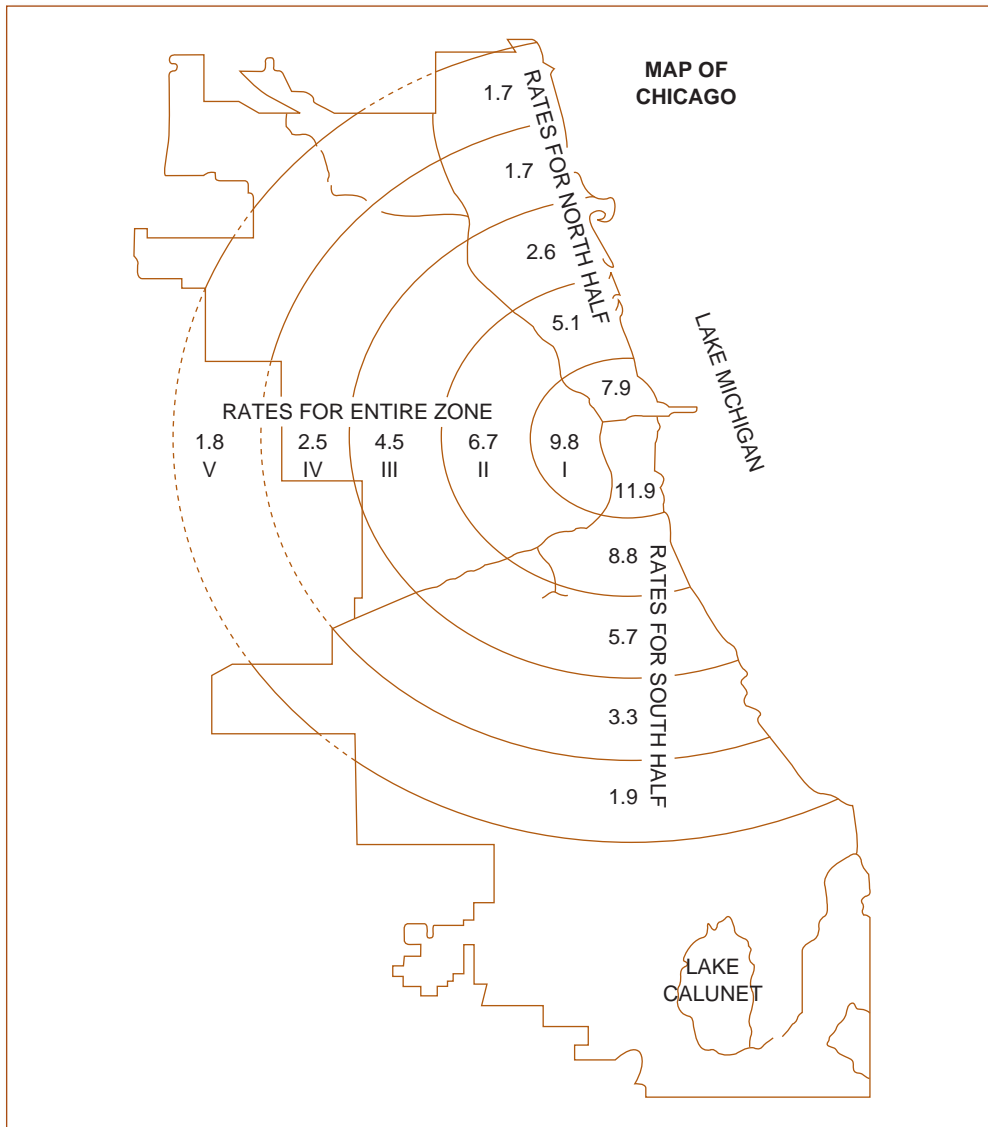 MAP OF
CHICAGO
RATES FOR NORTH HALF
1.7
1.7
2.6
5.1
7.9
LAKE MICHIGAN
RATES FOR ENTIRE ZONE
1.8 2.5 4.5 6.7 9.8
V IV III II I
11.9
RATES FOR SOUTH HALF
8.8
5.7
3.3
1.9
LAKE
CALUNET